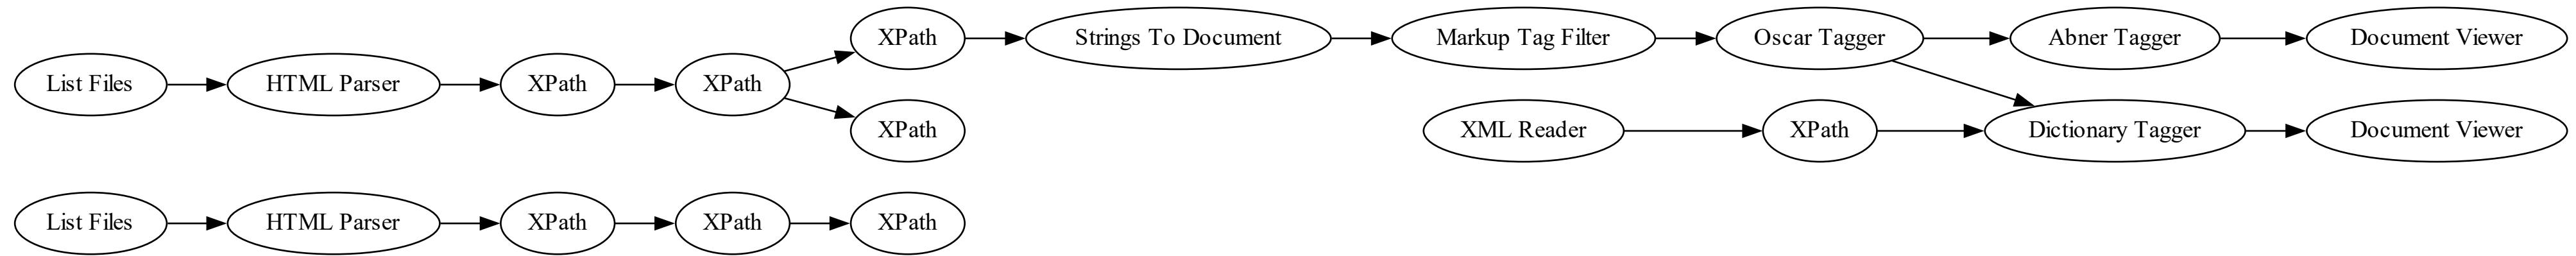 XPath
Strings To Document
Markup Tag Filter
Oscar Tagger
Abner Tagger
Document Viewer
List Files
HTML Parser
XPath
XPath
XPath
XML Reader
XPath
Dictionary Tagger
Document Viewer
List Files
HTML Parser
XPath
XPath
XPath